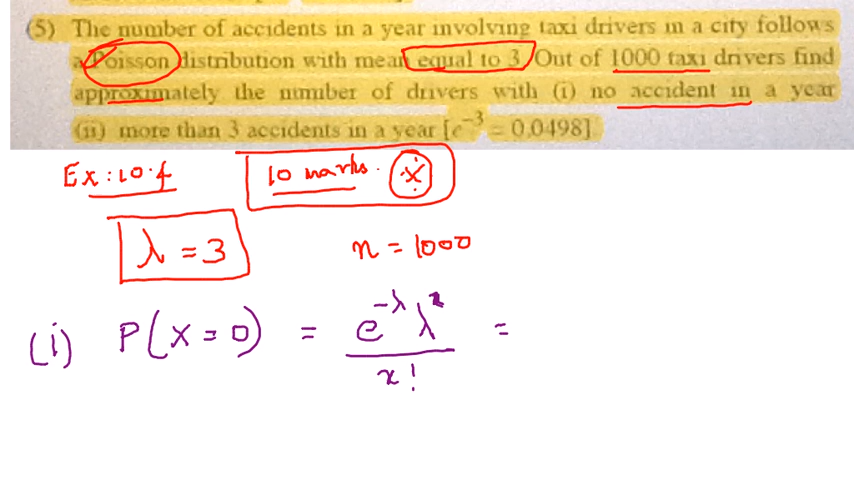 (5) The number of accidents in a year involving taxi drivers in a city follows
a Poisson distribution with mean equal to 3. Out of 1000 taxi drivers find
approximately the number of drivers with (i) no accident in a year
(ii) more than 3 accidents in a year [e⁻³ = 0.0498]
Ex: 10.4 10 marks. ※
λ = 3 n = 1000
(i) P(X = 0) = e^{-λ} λ^x / x! =